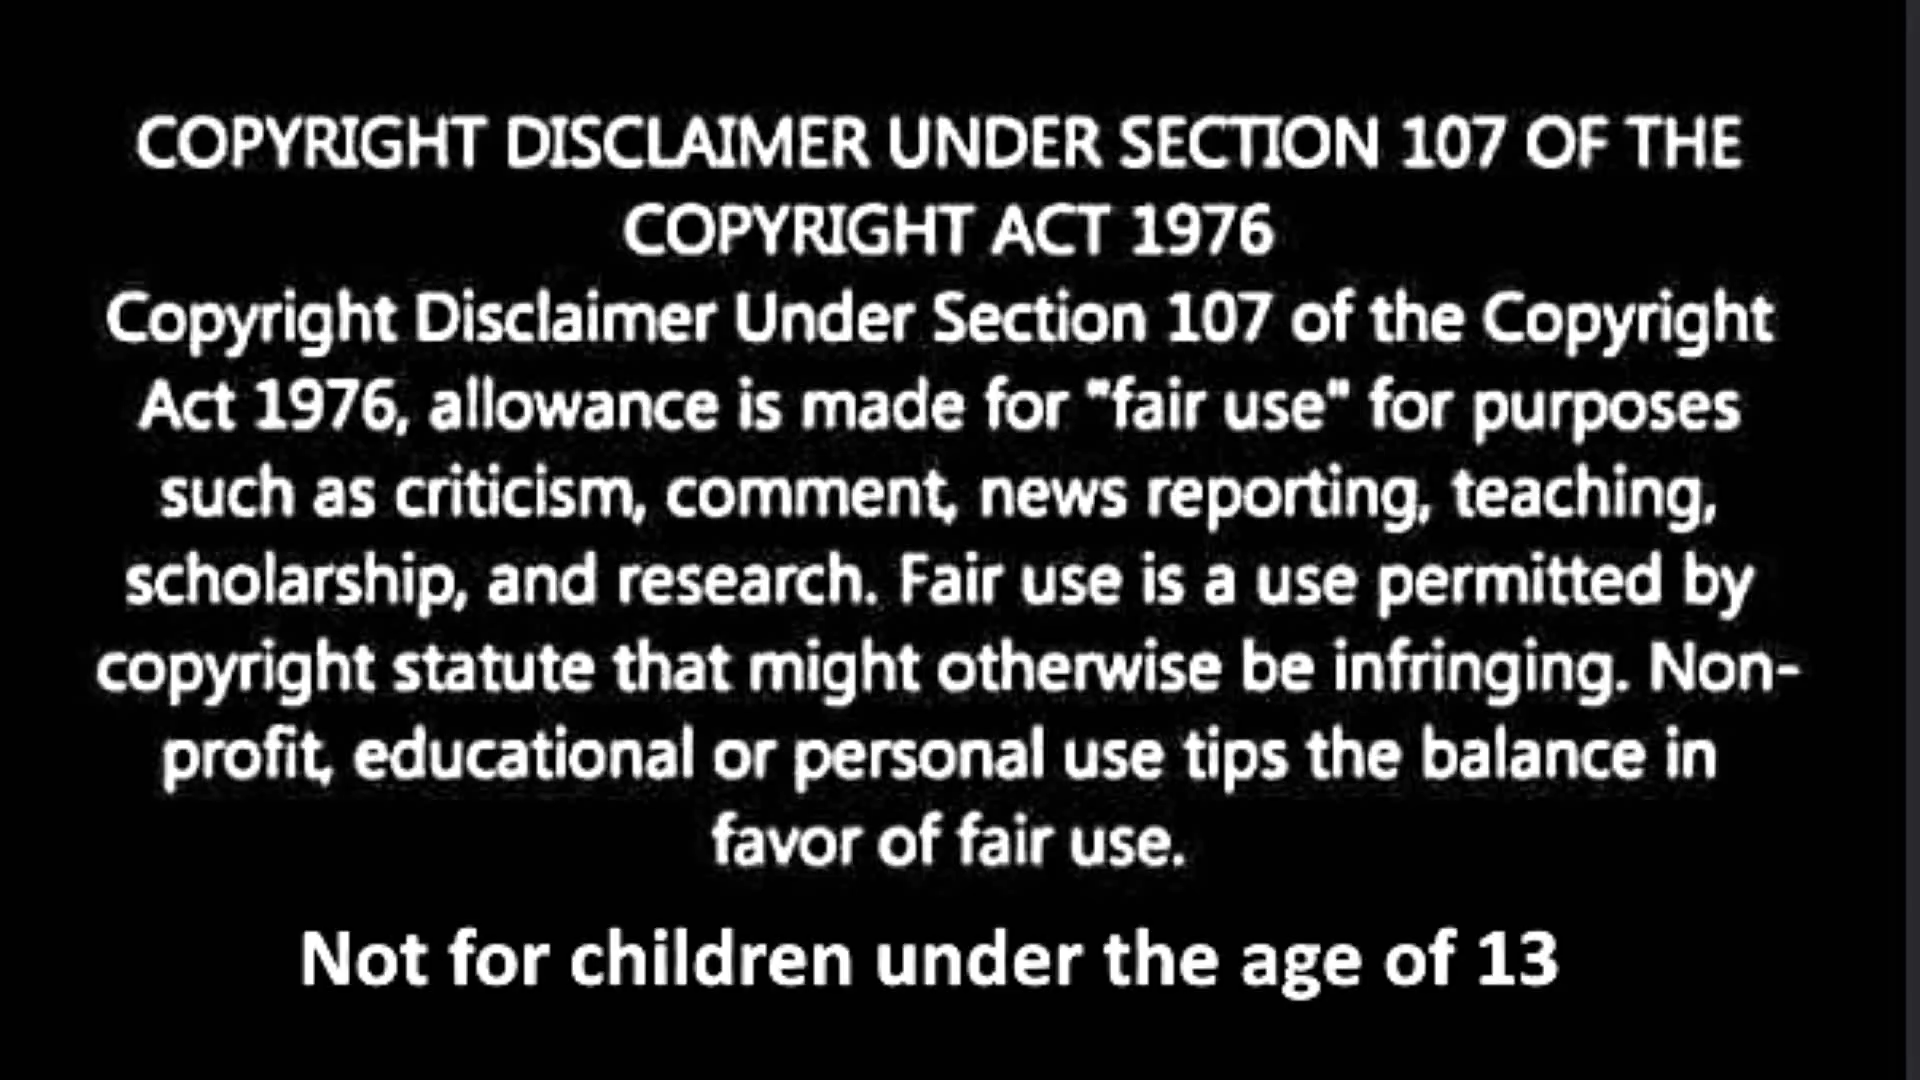 COPYRIGHT DISCLAIMER UNDER SECTION 107 OF THE
COPYRIGHT ACT 1976
Copyright Disclaimer Under Section 107 of the Copyright
Act 1976, allowance is made for "fair use" for purposes
such as criticism, comment, news reporting, teaching,
scholarship, and research. Fair use is a use permitted by
copyright statute that might otherwise be infringing. Non-
profit, educational or personal use tips the balance in
favor of fair use.
Not for children under the age of 13